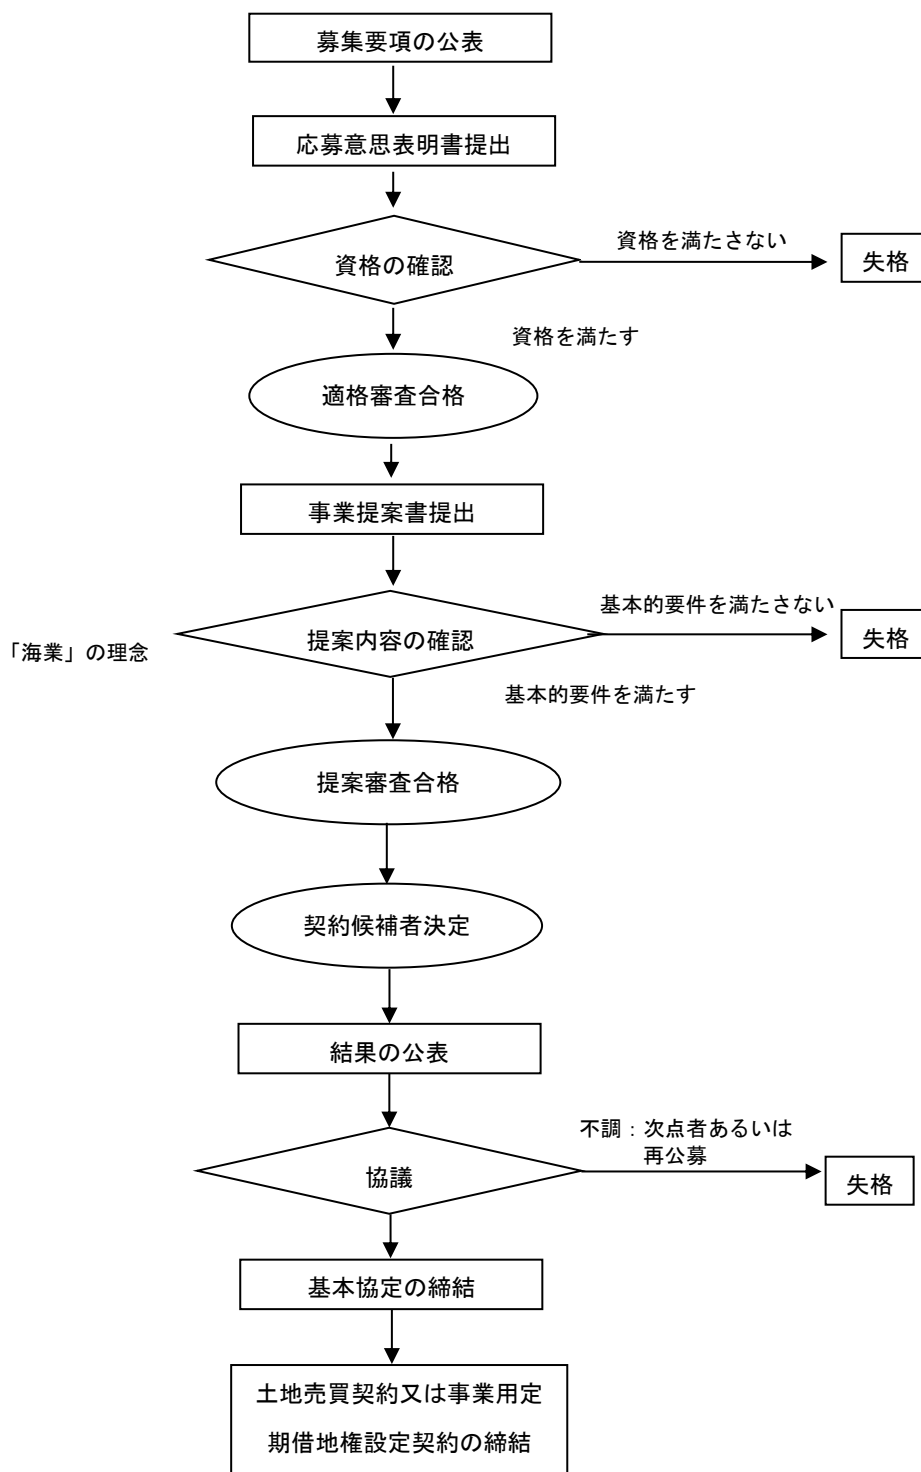 募集要項の公表
応募意思表明書提出
資格を満たさない
資格の確認
失格
資格を満たす
適格審査合格
事業提案書提出
基本的要件を満たさない
提案内容の確認
失格
「海業」の理念
基本的要件を満たす
提案審査合格
契約候補者決定
結果の公表
不調:次点者あるいは
再公募
協議
失格
基本協定の締結
土地売買契約又は事業用定
期借地権設定契約の締結